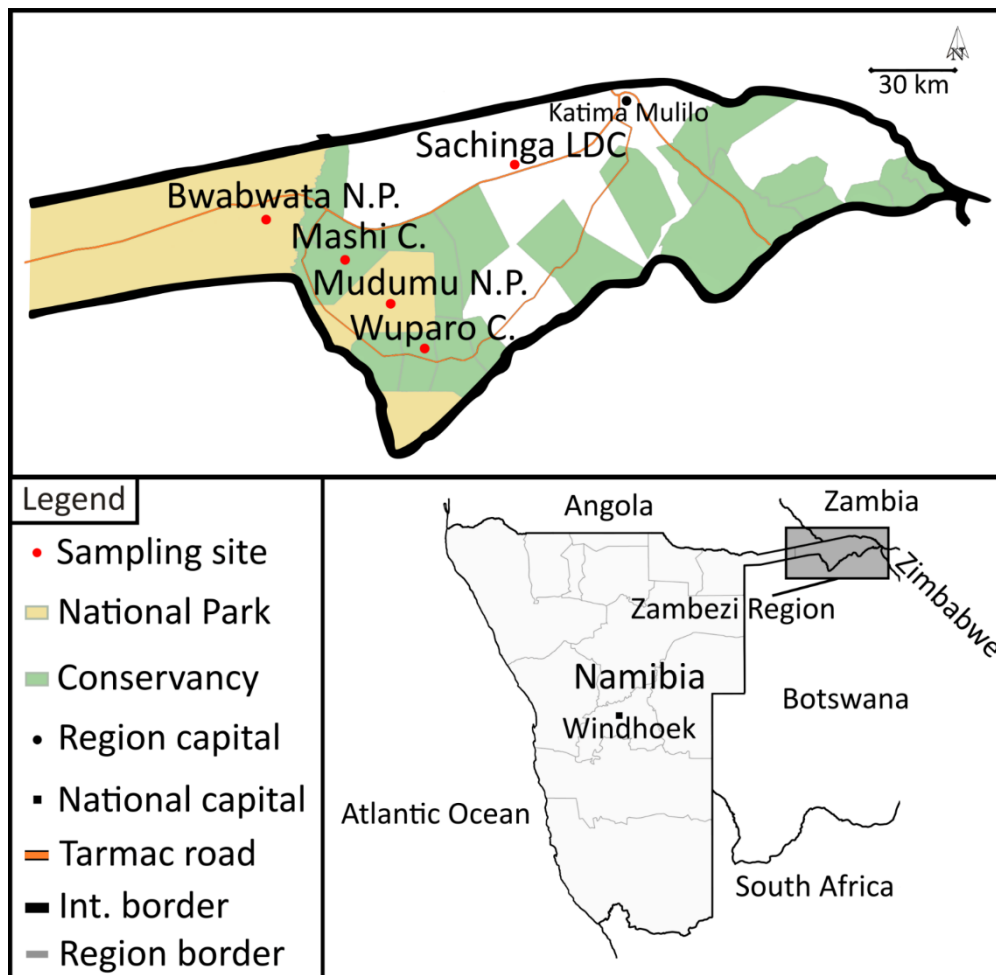 N
30 km
Katima Mulilo
Sachinga LDC
Bwabwata N.P.
Mashi C.
Mudumu N.P.
Wuparo C.
Legend
Sampling site
National Park
Conservancy
Region capital
National capital
Tarmac road
Int. border
Region border
Angola
Zambia
Zimbabwe
Zambezi Region
Namibia
Windhoek
Botswana
Atlantic Ocean
South Africa